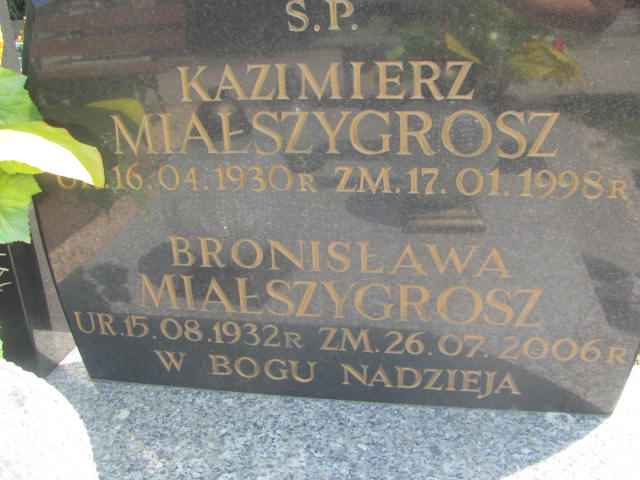 S.P.
KAZIMIERZ
MIAŁSZYGROSZ
UR.16.04.1930R ZM.17.01.1998R
BRONISŁAWA
MIAŁSZYGROSZ
UR.15.08.1932R ZM.26.07.2006R
W BOGU NADZIEJA